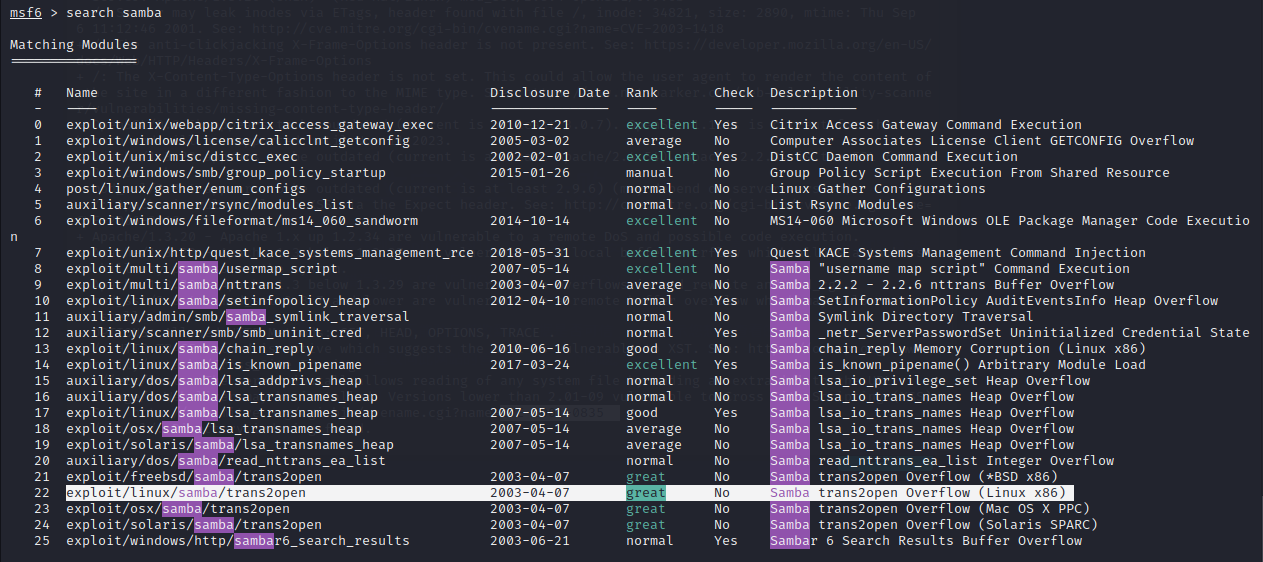 msf6 > search samba
Matching Modules
================
# Name Disclosure Date Rank Check Description
- ---- --------------- ---- ----- -----------
0 exploit/unix/webapp/citrix_access_gateway_exec 2010-12-21 excellent Yes Citrix Access Gateway Command Execution
1 exploit/windows/license/calicclnt_getconfig 2005-03-02 average No Computer Associates License Client GETCONFIG Overflow
2 exploit/unix/misc/distcc_exec 2002-02-01 excellent Yes DistCC Daemon Command Execution
3 exploit/windows/smb/group_policy_startup 2015-01-26 manual No Group Policy Script Execution From Shared Resource
4 post/linux/gather/enum_configs normal No Linux Gather Configurations
5 auxiliary/scanner/rsync/modules_list normal No List Rsync Modules
6 exploit/windows/fileformat/ms14_060_sandworm 2014-10-14 excellent No MS14-060 Microsoft Windows OLE Package Manager Code Executio
n
7 exploit/unix/http/quest_kace_systems_management_rce 2018-05-31 excellent Yes Quest KACE Systems Management Command Injection
8 exploit/multi/samba/usermap_script 2007-05-14 excellent No Samba "username map script" Command Execution
9 exploit/multi/samba/nttrans 2003-04-07 average No Samba 2.2.2 - 2.2.6 nttrans Buffer Overflow
10 exploit/linux/samba/setinfopolicy_heap 2012-04-10 normal Yes Samba SetInformationPolicy AuditEventsInfo Heap Overflow
11 auxiliary/admin/smb/samba_symlink_traversal normal No Samba Symlink Directory Traversal
12 auxiliary/scanner/smb/smb_uninit_cred normal Yes Samba _netr_ServerPasswordSet Uninitialized Credential State
13 exploit/linux/samba/chain_reply 2010-06-16 good No Samba chain_reply Memory Corruption (Linux x86)
14 exploit/linux/samba/is_known_pipename 2017-03-24 excellent Yes Samba is_known_pipename() Arbitrary Module Load
15 auxiliary/dos/samba/lsa_addprivs_heap normal No Samba lsa_io_privilege_set Heap Overflow
16 auxiliary/dos/samba/lsa_transnames_heap normal No Samba lsa_io_trans_names Heap Overflow
17 exploit/linux/samba/lsa_transnames_heap 2007-05-14 good Yes Samba lsa_io_trans_names Heap Overflow
18 exploit/osx/samba/lsa_transnames_heap 2007-05-14 average No Samba lsa_io_trans_names Heap Overflow
19 exploit/solaris/samba/lsa_transnames_heap 2007-05-14 average No Samba lsa_io_trans_names Heap Overflow
20 auxiliary/dos/samba/read_nttrans_ea_list normal No Samba read_nttrans_ea_list Integer Overflow
21 exploit/freebsd/samba/trans2open 2003-04-07 great No Samba trans2open Overflow (*BSD x86)
22 exploit/linux/samba/trans2open 2003-04-07 great No Samba trans2open Overflow (Linux x86)
23 exploit/osx/samba/trans2open 2003-04-07 great No Samba trans2open Overflow (Mac OS X PPC)
24 exploit/solaris/samba/trans2open 2003-04-07 great No Samba trans2open Overflow (Solaris SPARC)
25 exploit/windows/http/sambar6_search_results 2003-06-21 normal Yes Sambar 6 Search Results Buffer Overflow